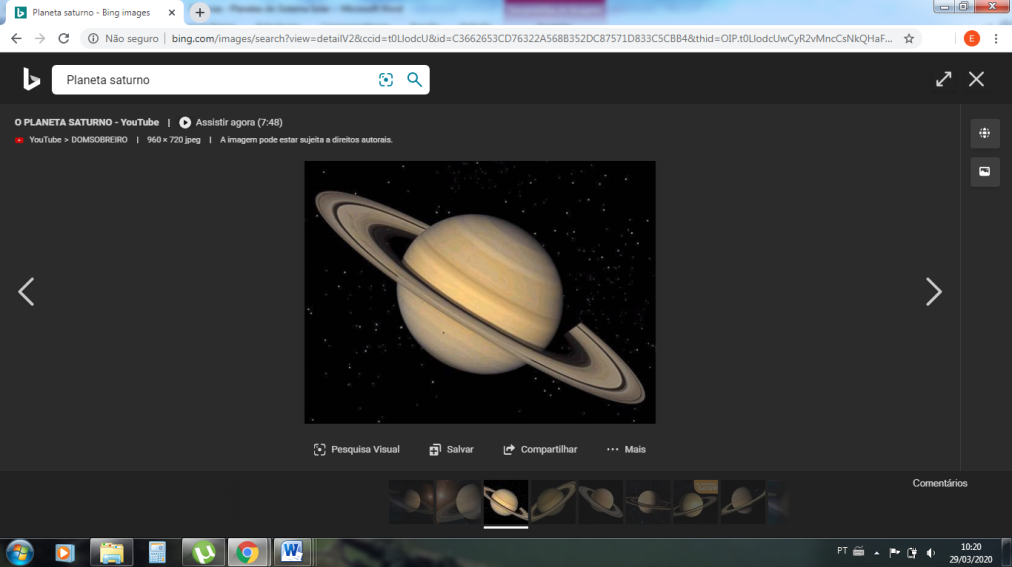 Planeta saturno - Bing images
Não seguro
bing.com/images/search?view=detailV2&ccid=t0LIodcU&id=C3662653CD76322A568B352DC87571D833C5CBB4&thid=OIP.t0LIodcUwCyR2vMnccCsNkQHaF...
E
Planeta saturno
O PLANETA SATURNO - YouTube | Assistir agora (7:48)
YouTube > DOMSOBREIRO | 960 × 720 jpeg | A imagem pode estar sujeita a direitos autorais.
Pesquisa Visual Salvar Compartilhar Mais
Comentários
PT
10:20
29/03/2020